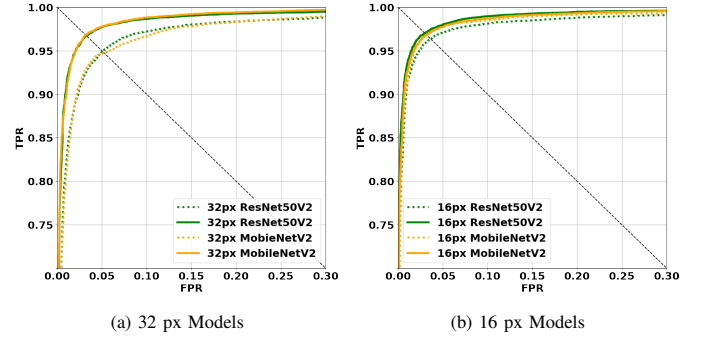 1.00
0.95
0.90
0.85
0.80
0.75
TPR
0.00 0.05 0.10 0.15 0.20 0.25 0.30
FPR
32px ResNet50V2
32px ResNet50V2
32px MobieNetV2
32px MobileNetV2
(a) 32 px Models
1.00
0.95
0.90
0.85
0.80
0.75
TPR
0.00 0.05 0.10 0.15 0.20 0.25 0.30
FPR
16px ResNet50V2
16px ResNet50V2
16px MobileNetV2
16px MobileNetV2
(b) 16 px Models